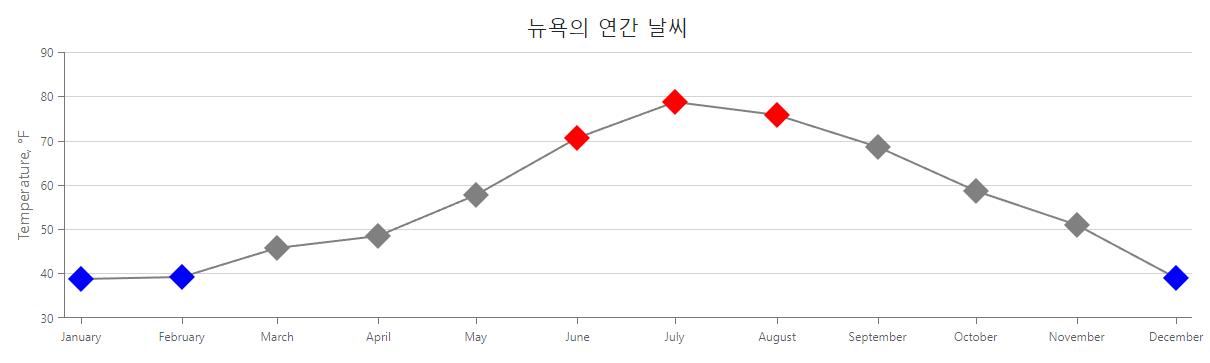 뉴욕의 연간 날씨
Temperature, °F
90
80
70
60
50
40
30
January February March April May June July August September October November December